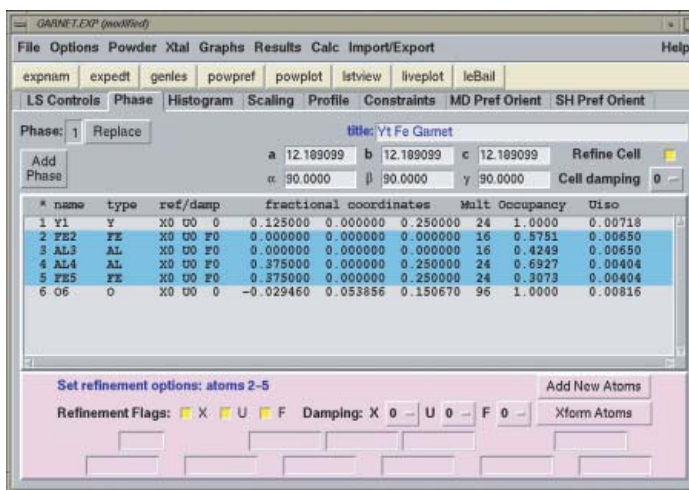 GARNET.EXP (modified)
File Options Powder Xtal Graphs Results Calc Import/Export Help
expnam expedt genles powpref powplot lstview liveplot leBail
LS Controls Phase Histogram Scaling Profile Constraints MD Pref Orient SH Pref Orient
Phase: 1 Replace title: Yt Fe Garnet
Add Phase a 12.189099 b 12.189099 c 12.189099 Refine Cell
α 90.0000 β 90.0000 γ 90.0000 Cell damping 0
* name type ref/damp fractional coordinates Mult Occupancy Uiso
1 Y1 Y X0 U0 0 0.125000 0.000000 0.250000 24 1.0000 0.00718
2 FE2 FE X0 U0 F0 0.000000 0.000000 0.000000 16 0.5751 0.00650
3 AL3 AL X0 U0 F0 0.000000 0.000000 0.000000 16 0.4249 0.00650
4 AL4 AL X0 U0 F0 0.375000 0.000000 0.250000 24 0.6927 0.00404
5 FE5 FE X0 U0 F0 0.375000 0.000000 0.250000 24 0.3073 0.00404
6 O6 O X0 U0 0 -0.029460 0.053856 0.150670 96 1.0000 0.00816
Set refinement options: atoms 2-5 Add New Atoms
Refinement Flags: X U F Damping: X 0 U 0 F 0 Xform Atoms